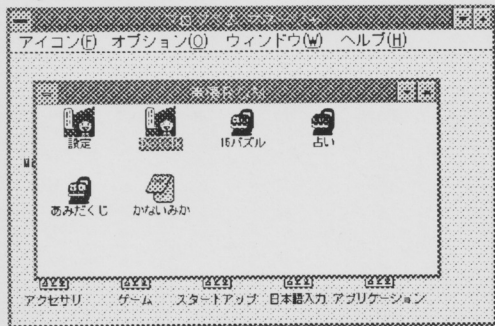 アイコン(F) オプション(O) ウィンドウ(W) ヘルプ(H)
設定 16パズル 占い
あみだくじ かないみか
アクセサリ ゲーム スタートアップ 日本語入力 アプリケーション